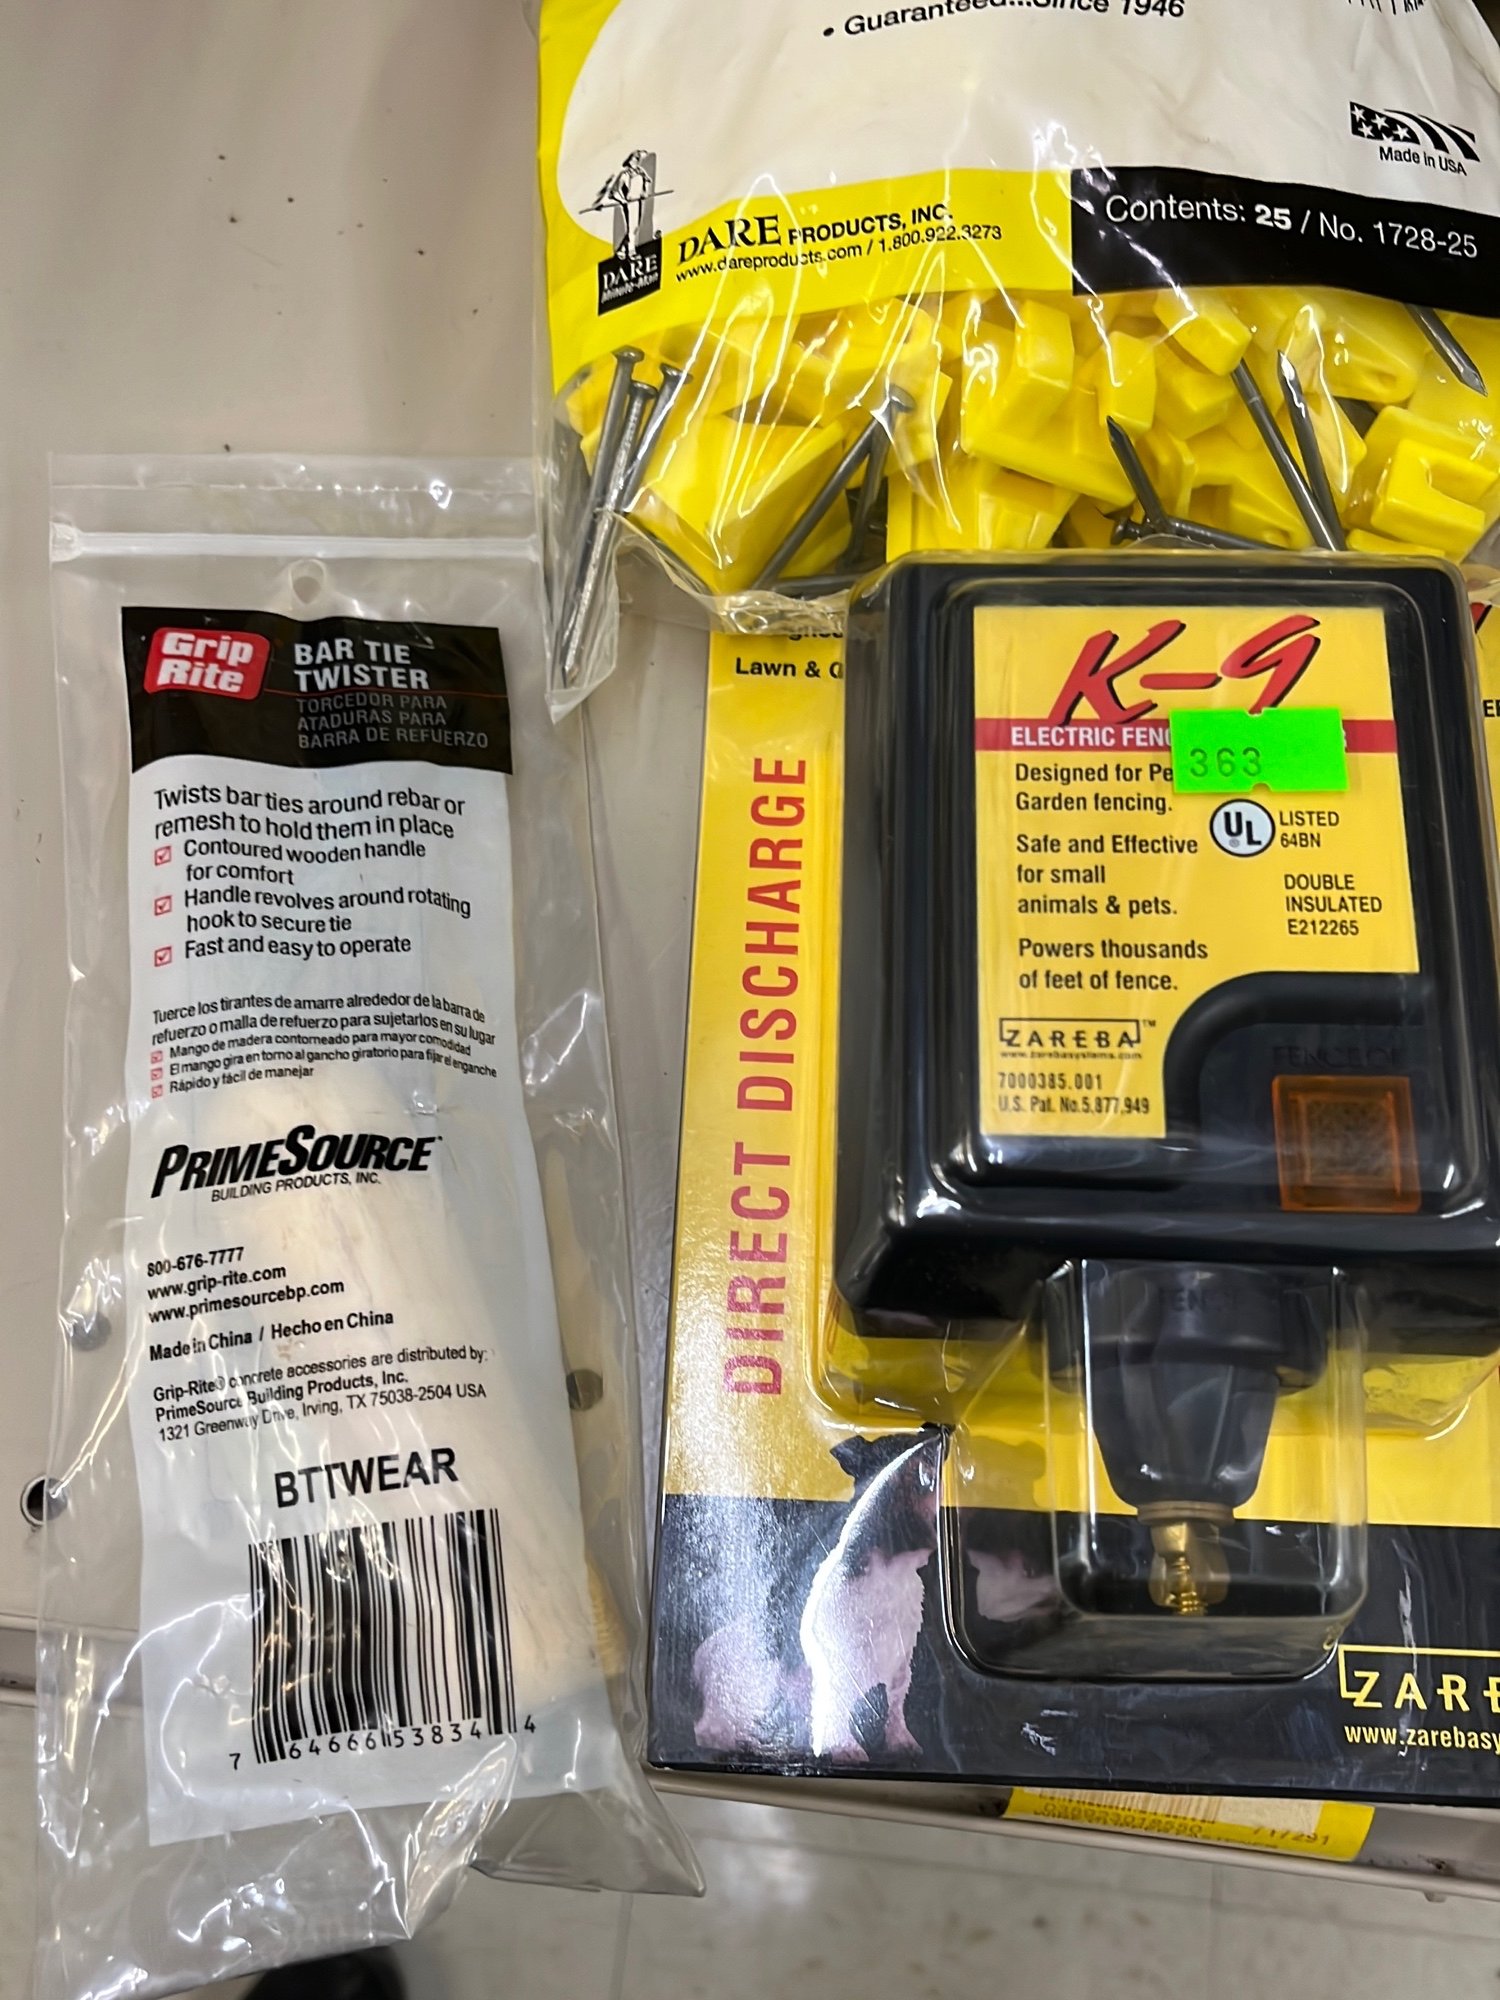 • Guaranteed...Since 1946
Made in USA
DARE PRODUCTS, INC.
www.dareproducts.com / 1.800.922.3273
DARE
Minute-Man
Contents: 25 / No. 1728-25
Grip
Rite
BAR TIE
TWISTER
TORCEDOR PARA
ATADURAS PARA
BARRA DE REFUERZO
Twists bar ties around rebar or
remesh to hold them in place
Contoured wooden handle
for comfort
Handle revolves around rotating
hook to secure tie
Fast and easy to operate
Tuerce los tirantes de amarre alrededor de la barra de
refuerzo o malla de refuerzo para sujetarlos en su lugar
Mango de madera contorneado para mayor comodidad
El mango gira en torno al gancho giratorio para fijar el enganche
Rápido y fácil de manejar
PRIMESOURCE
BUILDING PRODUCTS, INC.
800-676-7777
www.grip-rite.com
www.primesourcebp.com
Made in China / Hecho en China
Grip-Rite® concrete accessories are distributed by:
PrimeSource Building Products, Inc.
1321 Greenway Drive, Irving, TX 75038-2504 USA
BTTWEAR
7 64666 53834 4
Lawn & G
DIRECT DISCHARGE
K-9
ELECTRIC FENC
363
Designed for Pe
Garden fencing.
Safe and Effective
for small
animals & pets.
Powers thousands
of feet of fence.
UL
LISTED
64BN
DOUBLE
INSULATED
E212265
ZAREBA™
www.zarebasystems.com
7000385.001
U.S. Pat. No.5,877,949
FENCE OK
ZARE
www.zarebasy
717291